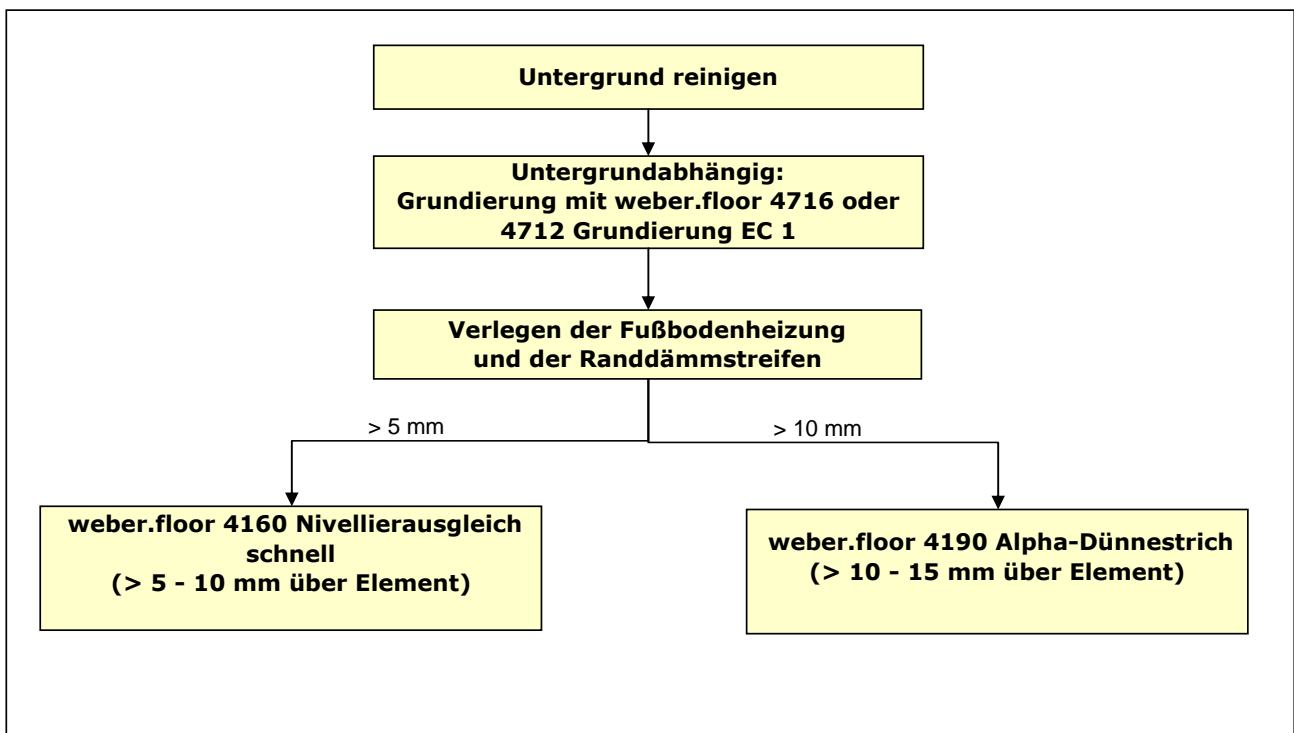 Untergrund reinigen
Untergrundabhängig:
Grundierung mit weber.floor 4716 oder
4712 Grundierung EC 1
Verlegen der Fußbodenheizung
und der Randdämmstreifen
> 5 mm
> 10 mm
weber.floor 4160 Nivellierausgleich
schnell
(> 5 - 10 mm über Element)
weber.floor 4190 Alpha-Dünnestrich
(> 10 - 15 mm über Element)